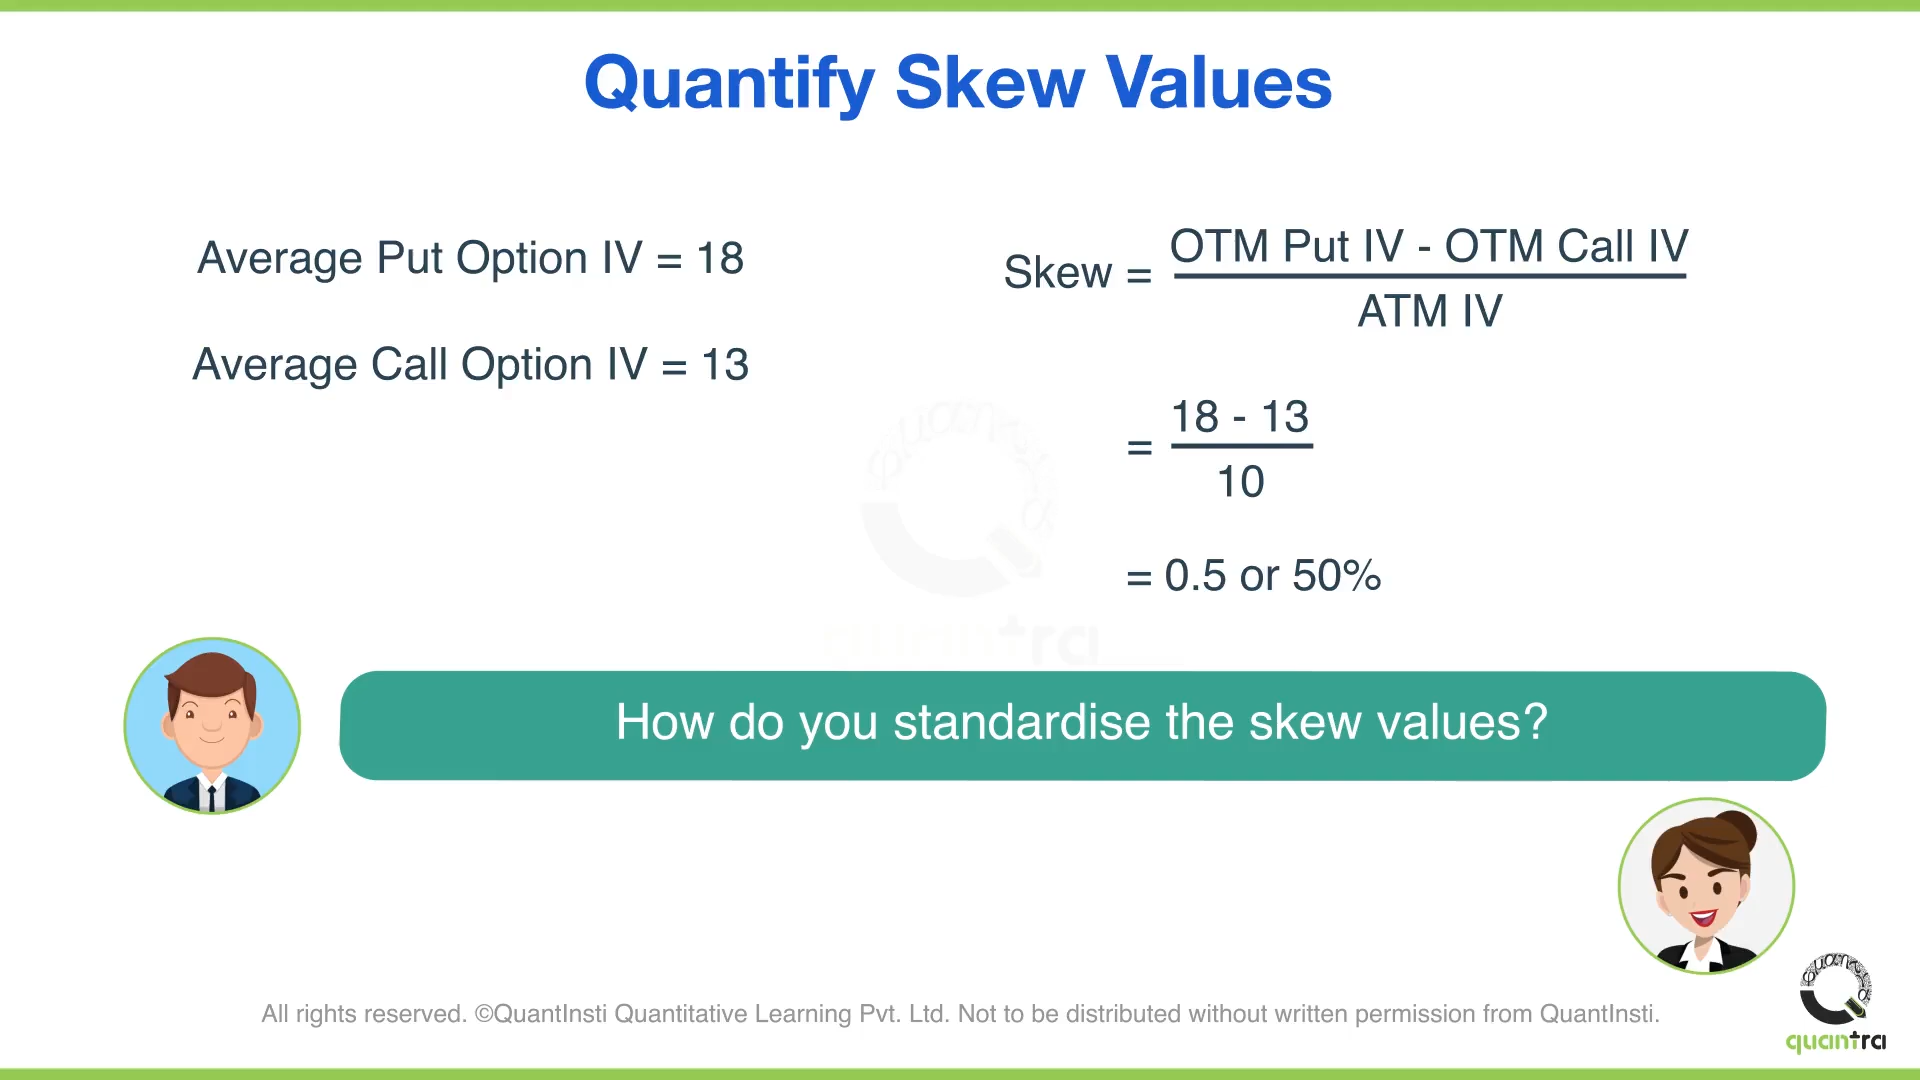 Quantify Skew Values
Average Put Option IV = 18
Average Call Option IV = 13
Skew = OTM Put IV - OTM Call IV
ATM IV
= 18 - 13
10
= 0.5 or 50%
How do you standardise the skew values?
All rights reserved. ©QuantInsti Quantitative Learning Pvt. Ltd. Not to be distributed without written permission from QuantInsti.
quantra